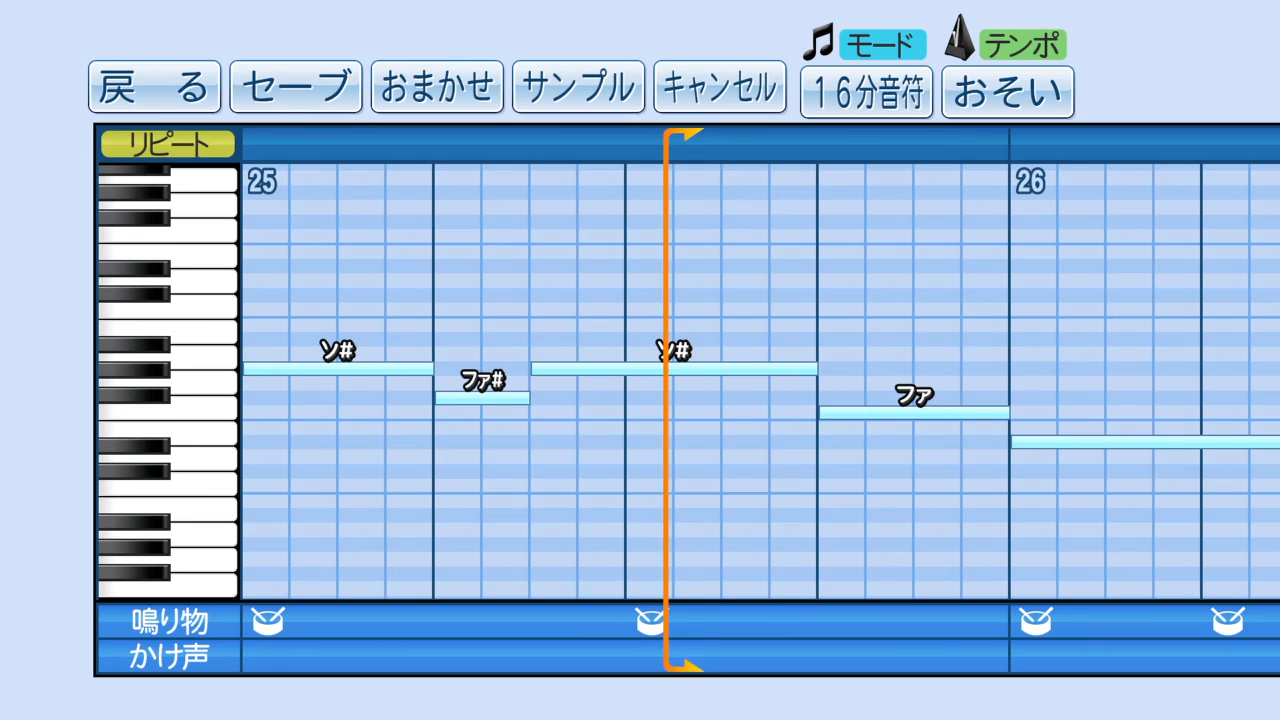 モード テンポ
戻 る セーブ おまかせ サンプル キャンセル 16分音符 おそい
リピート
25 26
ソ# ソ#
ファ#
ファ
鳴り物
かけ声